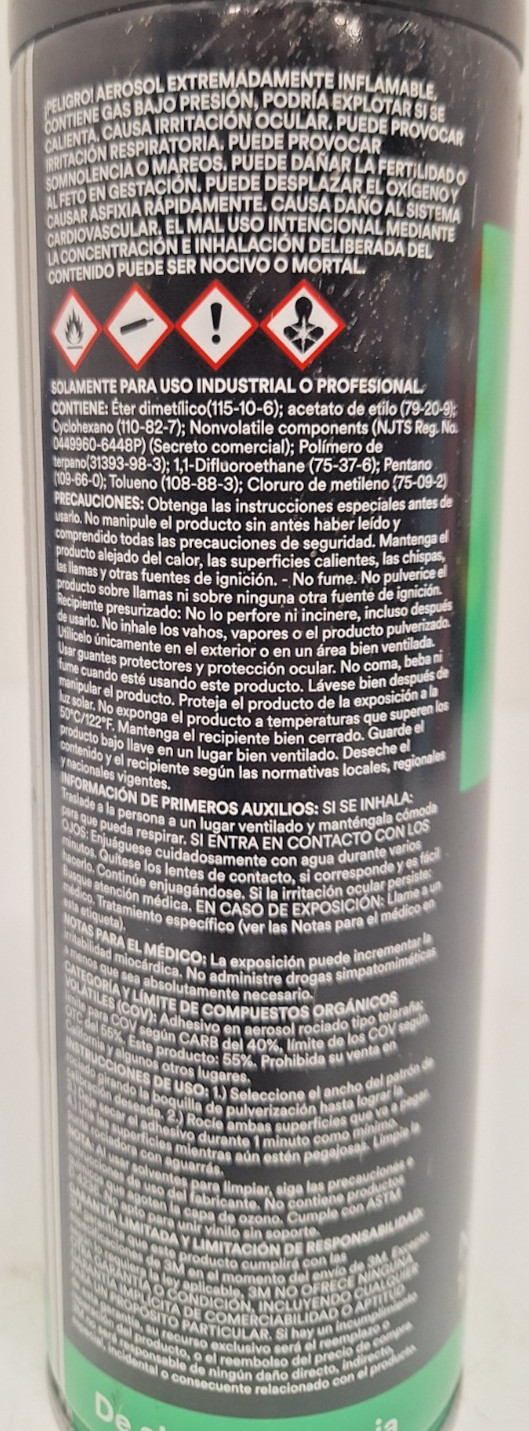 ¡PELIGRO! AEROSOL EXTREMADAMENTE INFLAMABLE.
CONTIENE GAS BAJO PRESIÓN, PODRÍA EXPLOTAR SI SE
CALIENTA, CAUSA IRRITACIÓN OCULAR. PUEDE PROVOCAR
IRRITACIÓN RESPIRATORIA. PUEDE PROVOCAR
SOMNOLENCIA O MAREOS. PUEDE DAÑAR LA FERTILIDAD O
AL FETO EN GESTACIÓN. PUEDE DESPLAZAR EL OXÍGENO Y
CAUSAR ASFIXIA RÁPIDAMENTE. CAUSA DAÑO AL SISTEMA
CARDIOVASCULAR. EL MAL USO INTENCIONAL MEDIANTE
LA CONCENTRACIÓN E INHALACIÓN DELIBERADA DEL
CONTENIDO PUEDE SER NOCIVO O MORTAL.
SOLAMENTE PARA USO INDUSTRIAL O PROFESIONAL.
CONTIENE: Éter dimetílico(115-10-6); acetato de etilo (79-20-9);
Cyclohexano (110-82-7); Nonvolatile components (NJTS Reg. No.
0449960-6448P) (Secreto comercial); Polímero de
terpano(31393-98-3); 1,1-Difluoroethane (75-37-6); Pentano
(109-66-0); Tolueno (108-88-3); Cloruro de metileno (75-09-2)
PRECAUCIONES: Obtenga las instrucciones especiales antes de
usarlo. No manipule el producto sin antes haber leído y
comprendido todas las precauciones de seguridad. Mantenga el
producto alejado del calor, las superficies calientes, las chispas,
las llamas y otras fuentes de ignición. - No fume. No pulverice el
producto sobre llamas ni sobre ninguna otra fuente de ignición.
Recipiente presurizado: No lo perfore ni incinere, incluso después
de usarlo. No inhale los vahos, vapores o el producto pulverizado.
Utilícelo únicamente en el exterior o en un área bien ventilada.
Usar guantes protectores y protección ocular. No coma, beba ni
fume cuando esté usando este producto. Lávese bien después de
manipular el producto. Proteja el producto de la exposición a la
luz solar. No exponga el producto a temperaturas que superen los
50°C/122°F. Mantenga el recipiente bien cerrado. Guarde el
producto bajo llave en un lugar bien ventilado. Deseche el
contenido y el recipiente según las normativas locales, regionales
y nacionales vigentes.
INFORMACIÓN DE PRIMEROS AUXILIOS: SI SE INHALA:
Traslade a la persona a un lugar ventilado y manténgala cómoda
para que pueda respirar. SI ENTRA EN CONTACTO CON LOS
OJOS: Enjuáguese cuidadosamente con agua durante varios
minutos. Quítese los lentes de contacto, si corresponde y es fácil
hacerlo. Continúe enjuagándose. Si la irritación ocular persiste:
Busque atención médica. EN CASO DE EXPOSICIÓN: Llame a un
médico. Tratamiento específico (ver las Notas para el médico en
esta etiqueta).
NOTAS PARA EL MÉDICO: La exposición puede incrementar la
irritabilidad miocárdica. No administre drogas simpatomiméticas
a menos que sea absolutamente necesario.
CATEGORÍA Y LÍMITE DE COMPUESTOS ORGÁNICOS
VOLÁTILES (COV): Adhesivo en aerosol rociado tipo telaraña;
límite para COV según CARB del 40%, límite de los COV según
OTC del 55%. Este producto: 55%. Prohibida su venta en
California y algunos otros lugares.
INSTRUCCIONES DE USO: 1.) Seleccione el ancho del patrón de
rociado girando la boquilla de pulverización hasta lograr la
calibración deseada. 2.) Rocíe ambas superficies que va a pegar.
3.) Deje secar el adhesivo durante 1 minuto como mínimo.
4.) Una las superficies mientras aún estén pegajosas. Limpie la
rociadora con aguarrás.
NOTA: Al usar solventes para limpiar, siga las precauciones e
instrucciones de uso del fabricante. No contiene productos
que agoten la capa de ozono. Cumple con ASTM
No apto para unir vinilo sin soporte.
GARANTÍA LIMITADA Y LIMITACIÓN DE RESPONSABILIDAD:
garantiza que este producto cumplirá con las
especificaciones de 3M en el momento del envío de 3M. Excepto
requiera la ley aplicable, 3M NO OFRECE NINGUNA
OTRA GARANTÍA O CONDICIÓN, INCLUYENDO CUALQUIER
GARANTÍA IMPLÍCITA DE COMERCIABILIDAD O APTITUD
PARA UN PROPÓSITO PARTICULAR. Si hay un incumplimiento
garantía, su recurso exclusivo será el reemplazo o
del producto, o el reembolso del precio de compra.
no será responsable de ningún daño directo, indirecto,
incidental o consecuente relacionado con el producto
De